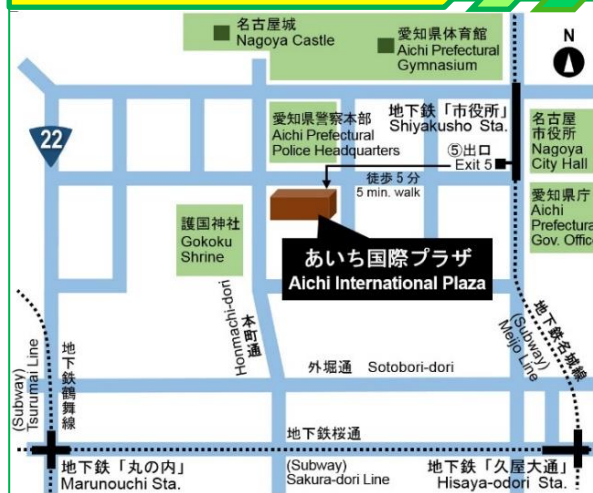 名古屋城
Nagoya Castle
愛知県体育館
Aichi Prefectural
Gymnasium
N
22
愛知県警察本部
Aichi Prefectural
Police Headquarters
地下鉄「市役所」
Shiyakusho Sta.
⑤出口
Exit 5
名古屋
市役所
Nagoya
City Hall
徒歩5分
5 min. walk
愛知県庁
Aichi
Prefectural
Gov. Office
護国神社
Gokoku
Shrine
あいち国際プラザ
Aichi International Plaza
本町通
Honmachi-dori
地下鉄名城線
(Subway)
Meijo Line
外堀通 Sotobori-dori
地下鉄鶴舞線
(Subway)
Tsurumai Line
地下鉄桜通
(Subway)
Sakura-dori Line
地下鉄「丸の内」
Marunouchi Sta.
地下鉄「久屋大通」
Hisaya-odori Sta.